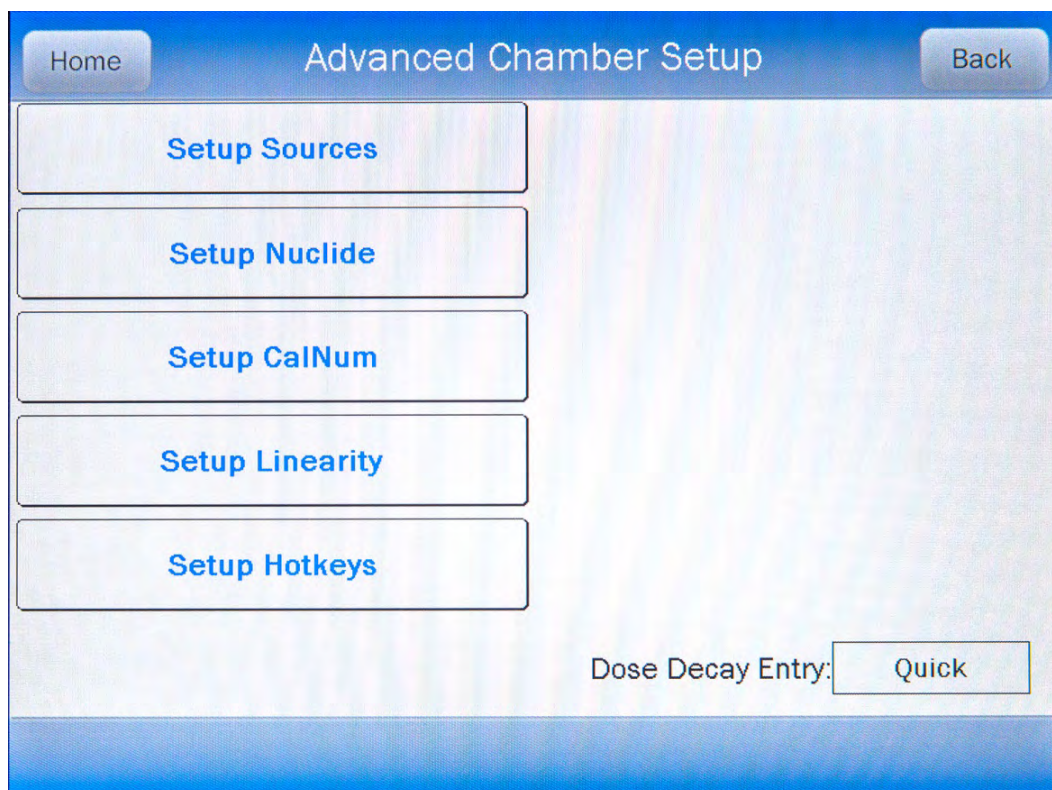 Home
Advanced Chamber Setup
Back
Setup Sources
Setup Nuclide
Setup CalNum
Setup Linearity
Setup Hotkeys
Dose Decay Entry: Quick